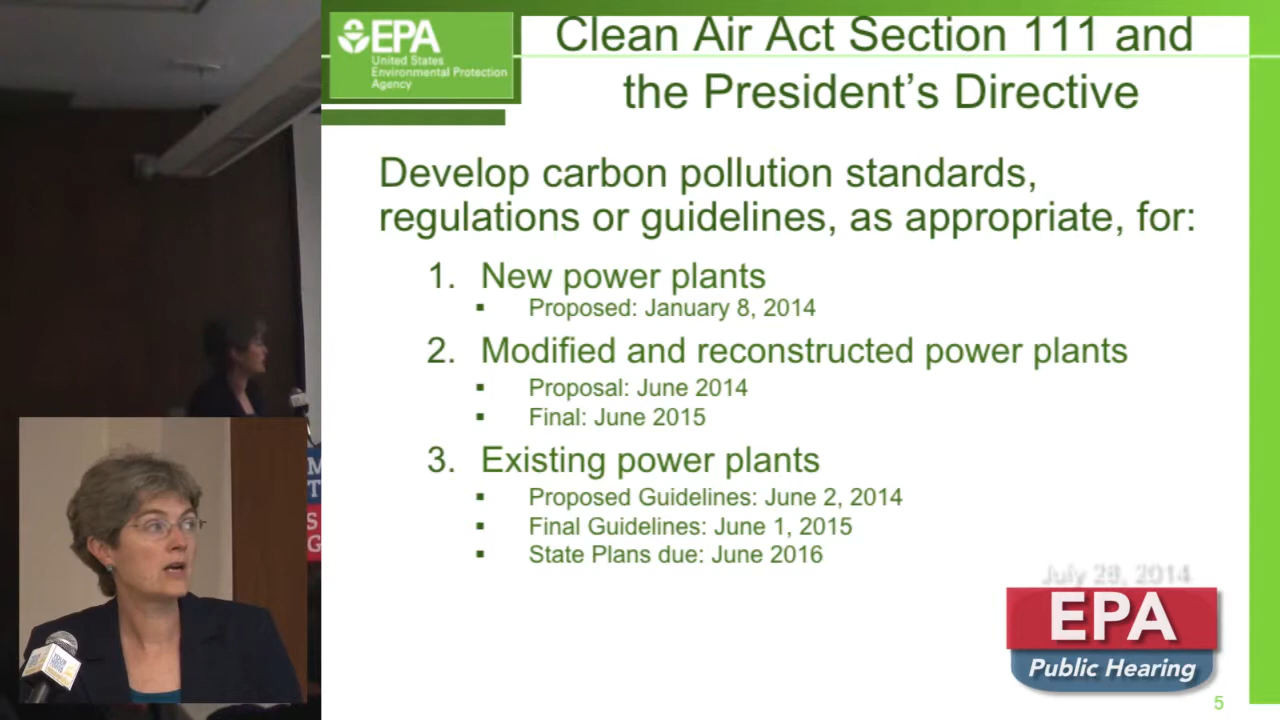 EPA
United States
Environmental Protection
Agency
Clean Air Act Section 111 and
the President's Directive
Develop carbon pollution standards,
regulations or guidelines, as appropriate, for:
1. New power plants
▪ Proposed: January 8, 2014
2. Modified and reconstructed power plants
▪ Proposal: June 2014
▪ Final: June 2015
3. Existing power plants
▪ Proposed Guidelines: June 2, 2014
▪ Final Guidelines: June 1, 2015
▪ State Plans due: June 2016
July 28, 2014
EPA
Public Hearing
5
M
T
S
G